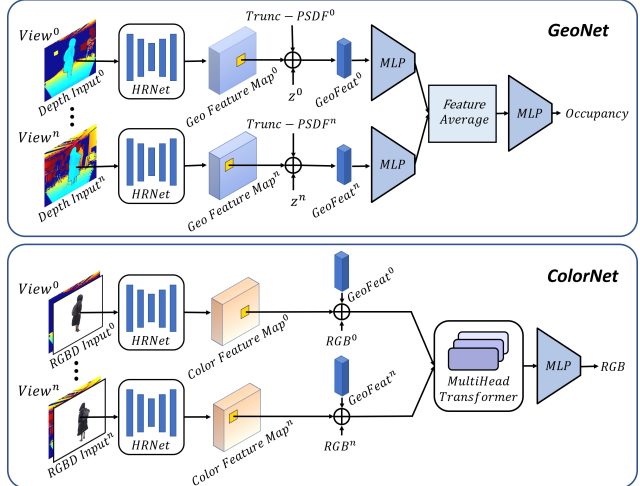 GeoNet
View⁰
Depth Input⁰
HRNet
Geo Feature Map⁰
Trunc − PSDF⁰
z⁰
GeoFeat⁰
MLP
Viewⁿ
Depth Inputⁿ
HRNet
Geo Feature Mapⁿ
Trunc − PSDFⁿ
zⁿ
GeoFeatⁿ
MLP
Feature
Average
MLP
Occupancy
ColorNet
View⁰
RGBD Input⁰
HRNet
Color Feature Map⁰
GeoFeat⁰
RGB⁰
Viewⁿ
RGBD Inputⁿ
HRNet
Color Feature Mapⁿ
GeoFeatⁿ
RGBⁿ
MultiHead
Transformer
MLP
RGB